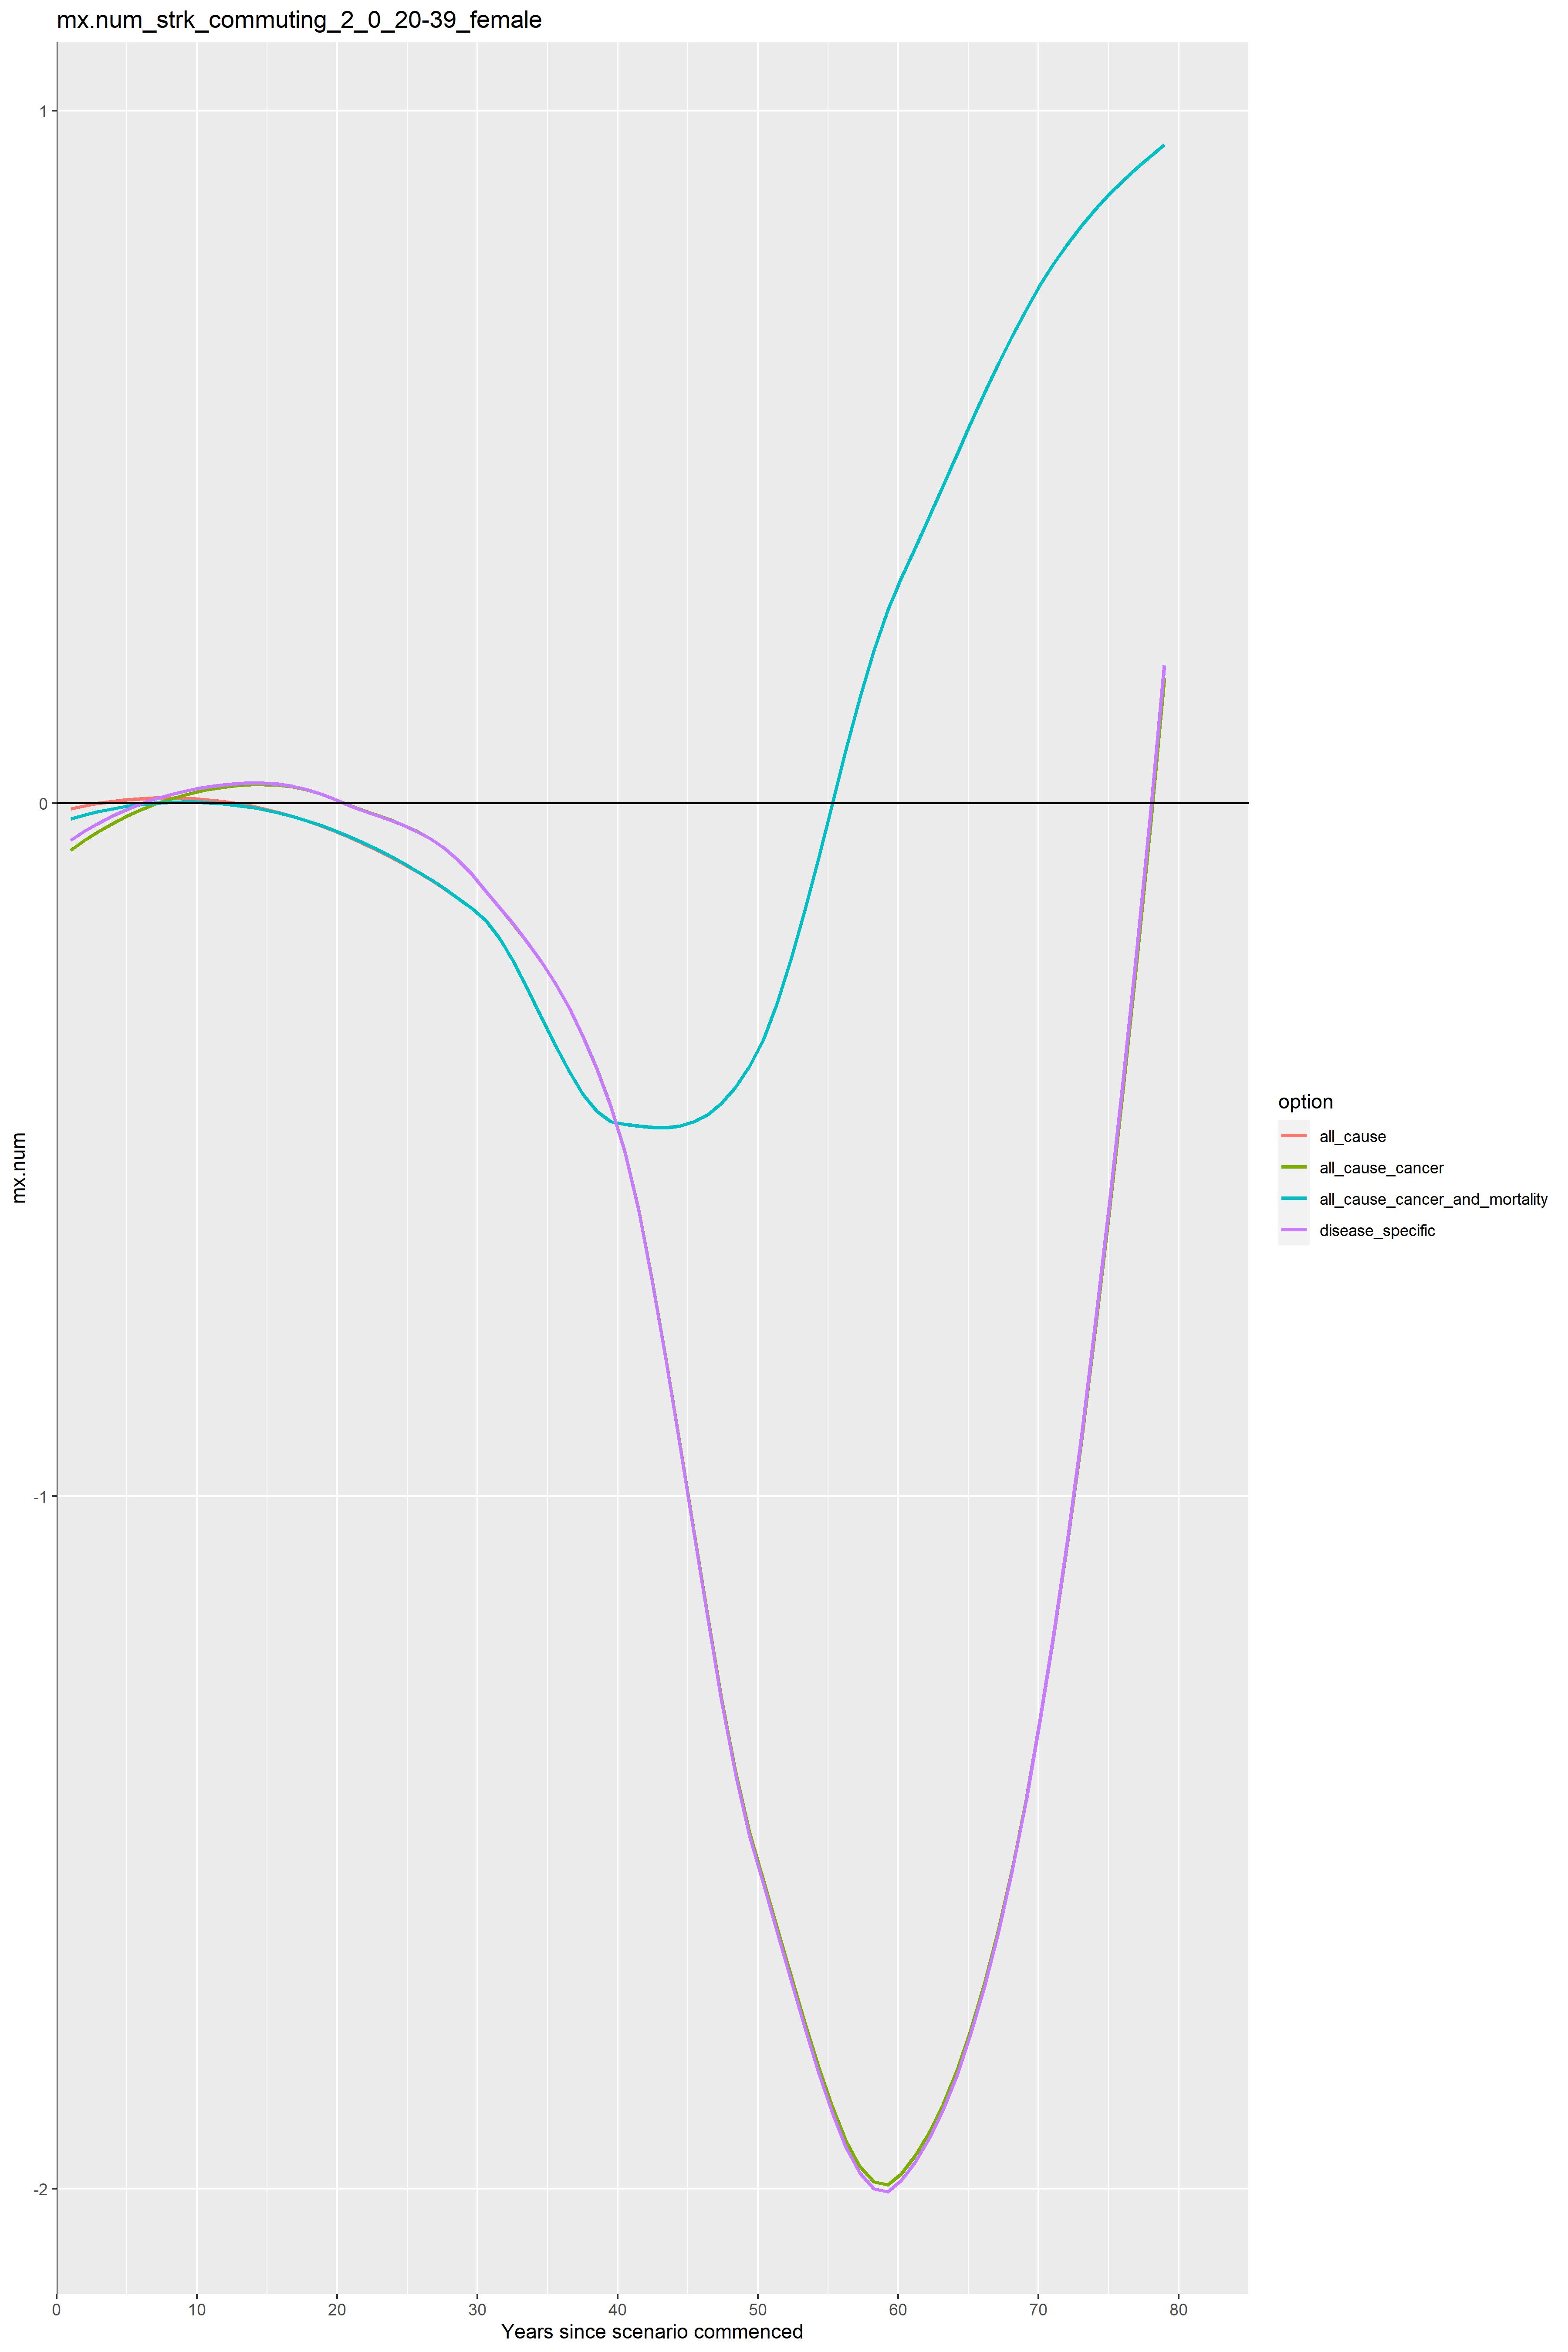 mx.num_strk_commuting_2_0_20-39_female
1
0
-1
-2
mx.num
0 10 20 30 40 50 60 70 80
Years since scenario commenced
option
all_cause
all_cause_cancer
all_cause_cancer_and_mortality
disease_specific